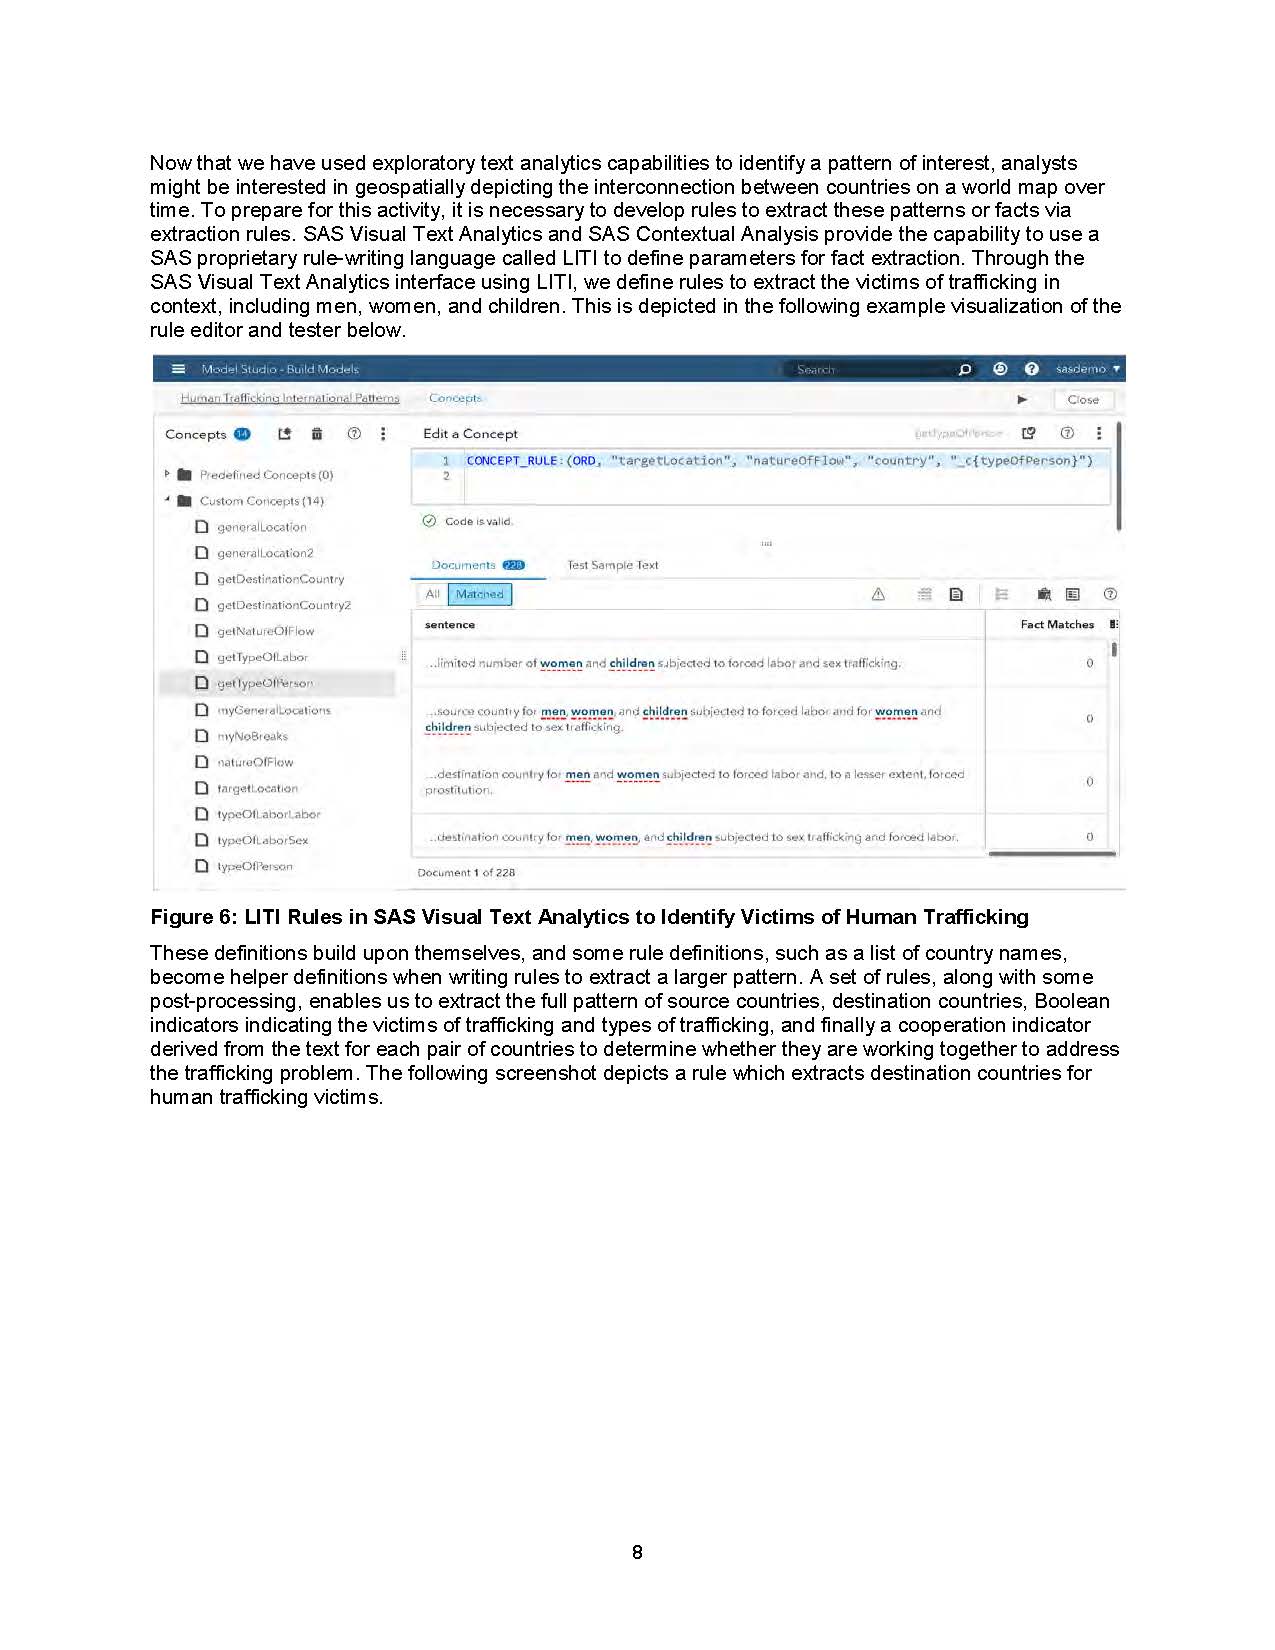 Now that we have used exploratory text analytics capabilities to identify a pattern of interest, analysts
might be interested in geospatially depicting the interconnection between countries on a world map over
time. To prepare for this activity, it is necessary to develop rules to extract these patterns or facts via
extraction rules. SAS Visual Text Analytics and SAS Contextual Analysis provide the capability to use a
SAS proprietary rule-writing language called LITI to define parameters for fact extraction. Through the
SAS Visual Text Analytics interface using LITI, we define rules to extract the victims of trafficking in
context, including men, women, and children. This is depicted in the following example visualization of the
rule editor and tester below.
Model Studio - Build Models Search sasdemo
Human Trafficking International Patterns Concepts Close
Concepts 14 Edit a Concept getTypeOfPerson
1 CONCEPT_RULE:(ORD, "targetLocation", "natureOfFlow", "country", "_c{typeOfPerson}")
2
Predefined Concepts (0)
Custom Concepts (14)
generalLocation
generalLocation2
getDestinationCountry
getDestinationCountry2
getNatureOfFlow
getTypeOfLabor
getTypeOfPerson
myGeneralLocations
myNoBreaks
natureOfFlow
targetLocation
typeOfLaborLabor
typeOfLaborSex
typeOfPerson
Code is valid.
Documents 228 Test Sample Text
All Matched
sentence Fact Matches
...limited number of women and children subjected to forced labor and sex trafficking. 0
...source country for men, women, and children subjected to forced labor and for women and
children subjected to sex trafficking. 0
...destination country for men and women subjected to forced labor and, to a lesser extent, forced
prostitution. 0
...destination country for men, women, and children subjected to sex trafficking and forced labor. 0
Document 1 of 228
Figure 6: LITI Rules in SAS Visual Text Analytics to Identify Victims of Human Trafficking
These definitions build upon themselves, and some rule definitions, such as a list of country names,
become helper definitions when writing rules to extract a larger pattern. A set of rules, along with some
post-processing, enables us to extract the full pattern of source countries, destination countries, Boolean
indicators indicating the victims of trafficking and types of trafficking, and finally a cooperation indicator
derived from the text for each pair of countries to determine whether they are working together to address
the trafficking problem. The following screenshot depicts a rule which extracts destination countries for
human trafficking victims.
8